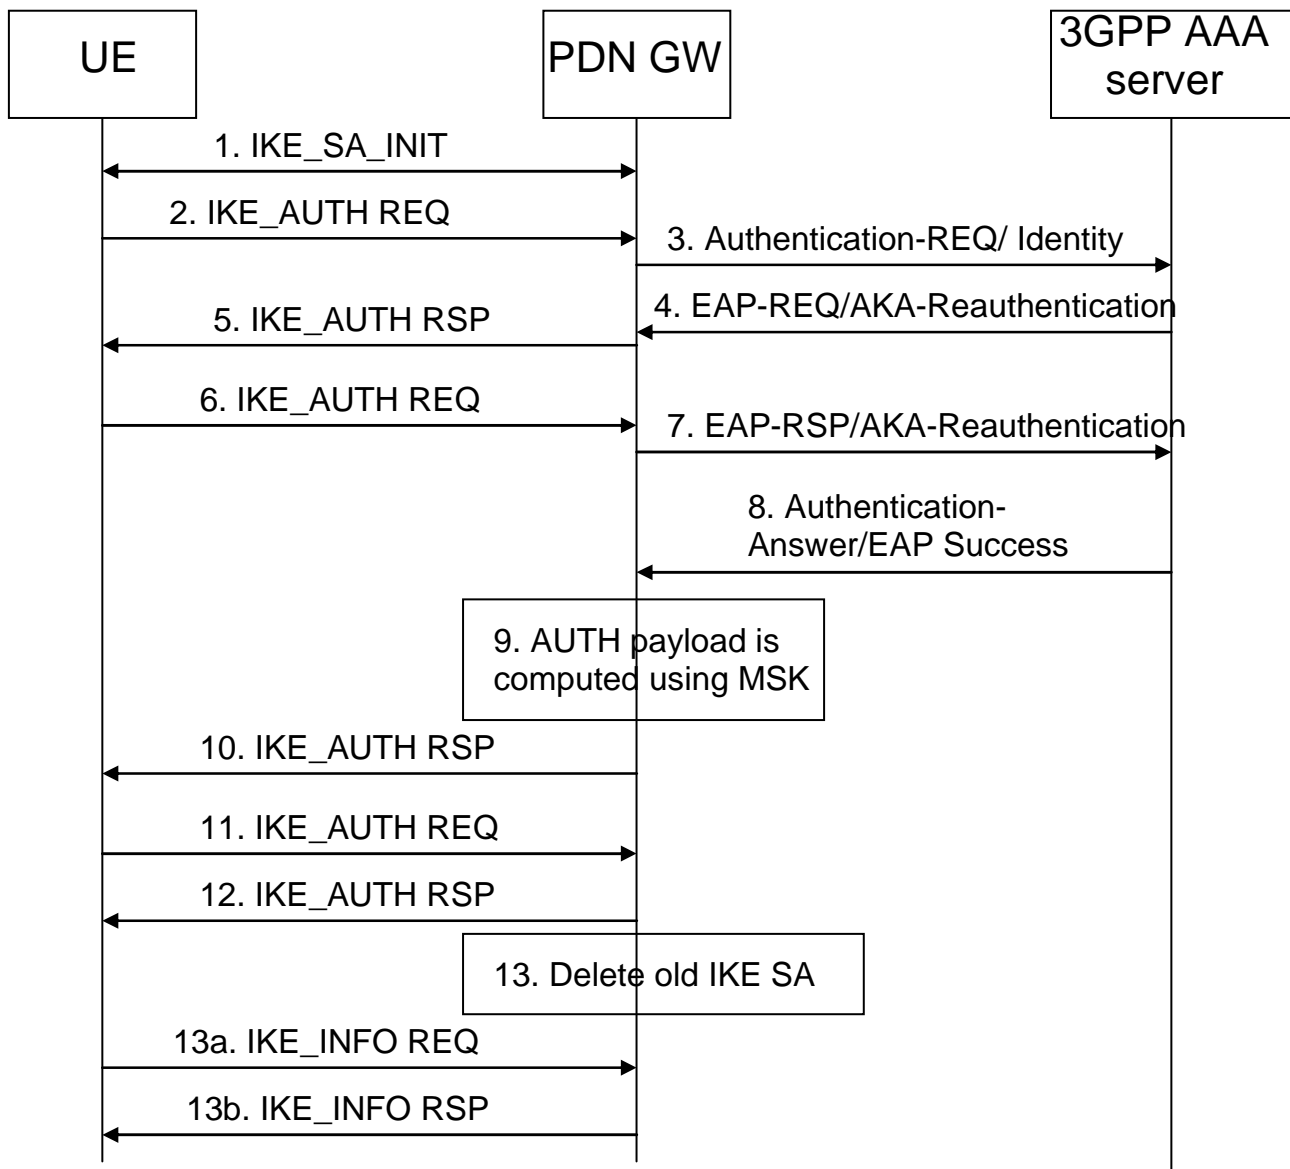 UE
PDN GW
3GPP AAA
server
1. IKE_SA_INIT
2. IKE_AUTH REQ
3. Authentication-REQ/ Identity
4. EAP-REQ/AKA-Reauthentication
5. IKE_AUTH RSP
6. IKE_AUTH REQ
7. EAP-RSP/AKA-Reauthentication
8. Authentication-
Answer/EAP Success
9. AUTH payload is
computed using MSK
10. IKE_AUTH RSP
11. IKE_AUTH REQ
12. IKE_AUTH RSP
13. Delete old IKE SA
13a. IKE_INFO REQ
13b. IKE_INFO RSP